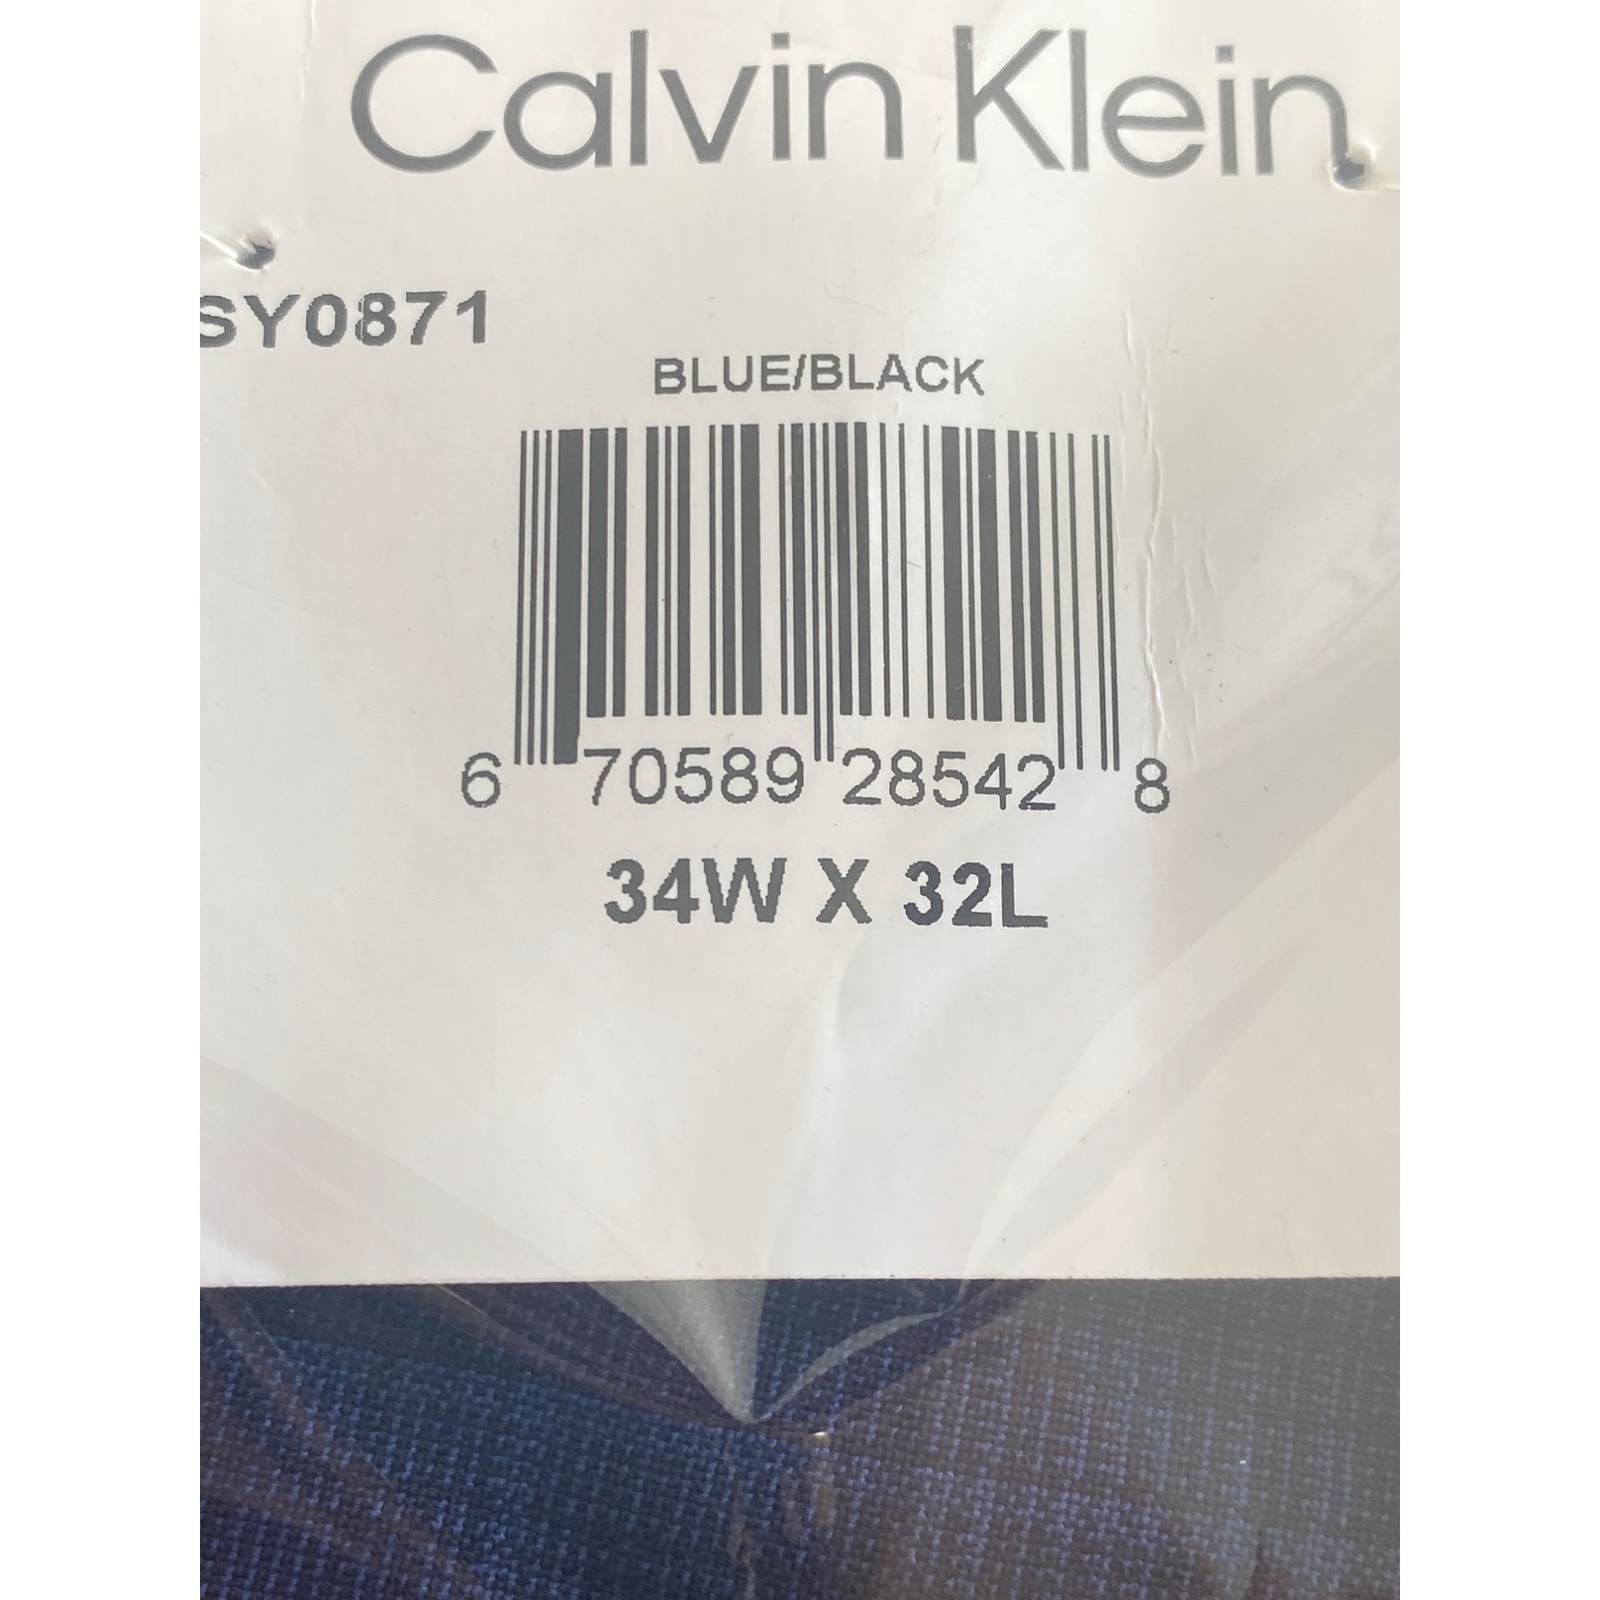 Calvin Klein
SY0871
BLUE/BLACK
6 70589 28542 8
34W X 32L